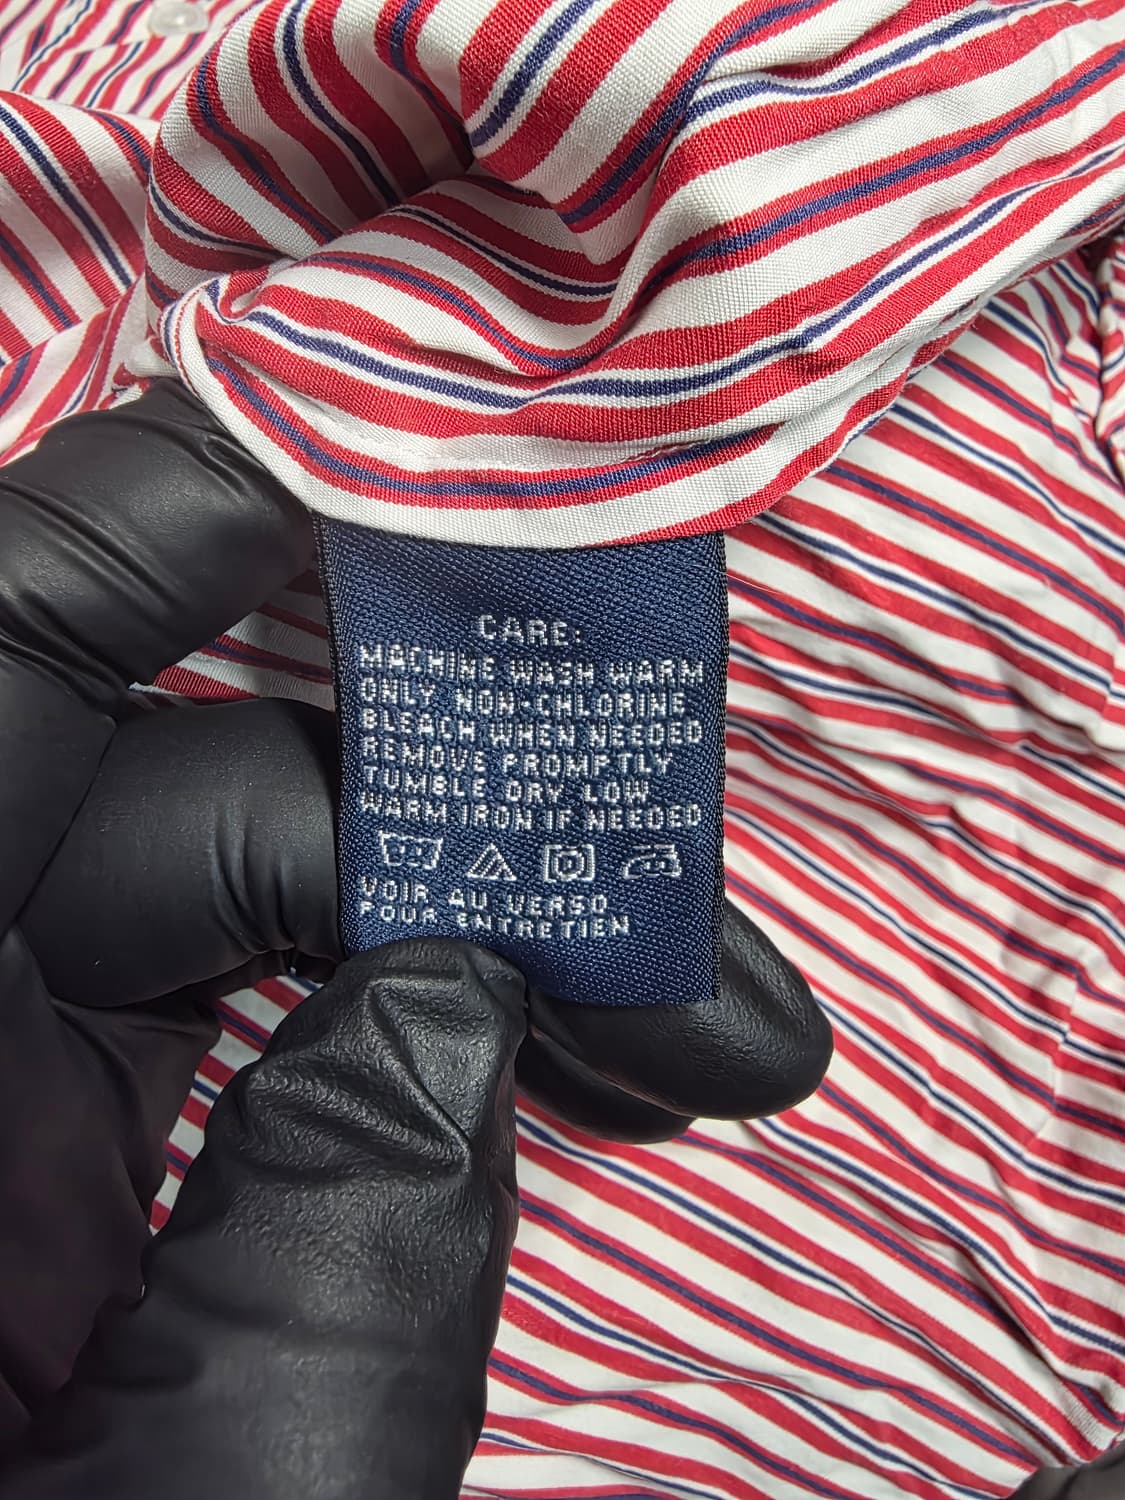 CARE:
MACHINE WASH WARM
ONLY NON-CHLORINE
BLEACH WHEN NEEDED
REMOVE PROMPTLY
TUMBLE DRY LOW
WARM IRON IF NEEDED
VOIR AU VERSO
POUR ENTRETIEN